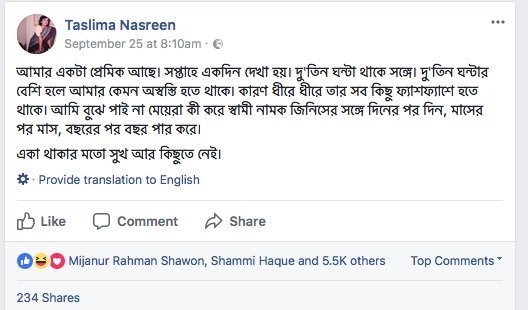 Taslima Nasreen
September 25 at 8:10am ·
আমার একটা প্রেমিক আছে। সপ্তাহে একদিন দেখা হয়। দু'তিন ঘন্টা থাকে সঙ্গে। দু'তিন ঘন্টার
বেশি হলে আমার কেমন অস্বস্তি হতে থাকে। কারণ ধীরে ধীরে তার সব কিছু ফ্যাশফ্যাশে হতে
থাকে। আমি বুঝে পাই না মেয়েরা কী করে স্বামী নামক জিনিসের সঙ্গে দিনের পর দিন, মাসের
পর মাস, বছরের পর বছর পার করে।
একা থাকার মতো সুখ আর কিছুতে নেই।
· Provide translation to English
Like Comment Share
Mijanur Rahman Shawon, Shammi Haque and 5.5K others Top Comments
234 Shares